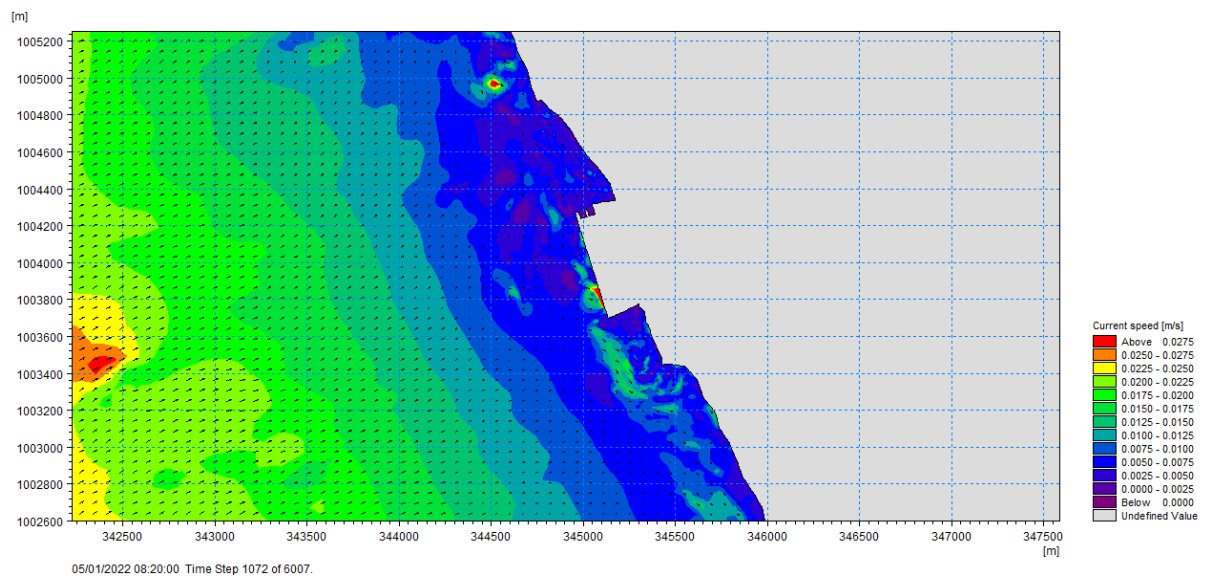 [m]
1005200
1005000
1004800
1004600
1004400
1004200
1004000
1003800
1003600
1003400
1003200
1003000
1002800
1002600
342500 343000 343500 344000 344500 345000 345500 346000 346500 347000 347500
[m]
05/01/2022 08:20:00 Time Step 1072 of 6007.
Current speed [m/s]
Above 0.0275
0.0250 - 0.0275
0.0225 - 0.0250
0.0200 - 0.0225
0.0175 - 0.0200
0.0150 - 0.0175
0.0125 - 0.0150
0.0100 - 0.0125
0.0075 - 0.0100
0.0050 - 0.0075
0.0025 - 0.0050
0.0000 - 0.0025
Below 0.0000
Undefined Value